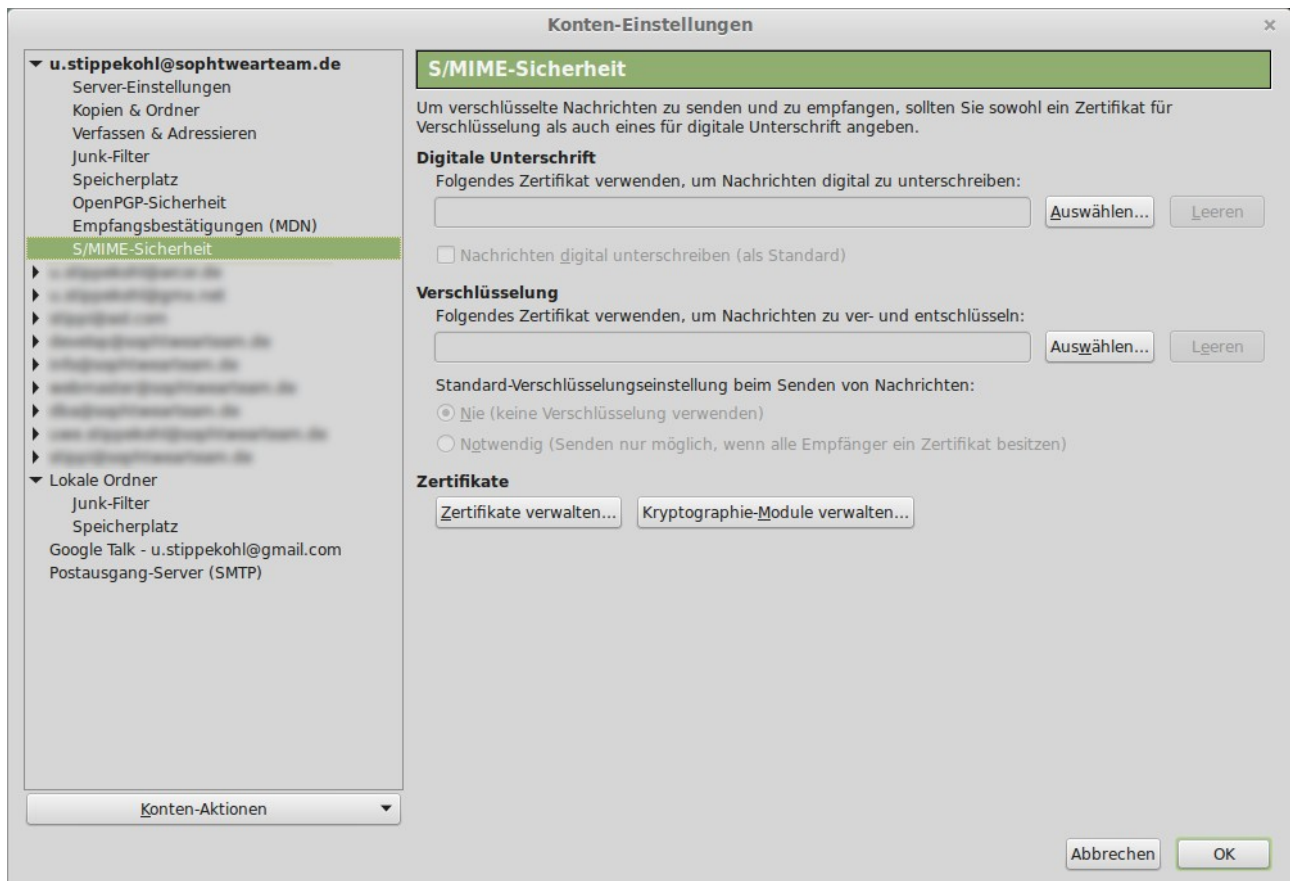 Konten-Einstellungen
u.stippekohl@sophtwearteam.de
Server-Einstellungen
Kopien & Ordner
Verfassen & Adressieren
Junk-Filter
Speicherplatz
OpenPGP-Sicherheit
Empfangsbestätigungen (MDN)
S/MIME-Sicherheit
Lokale Ordner
Junk-Filter
Speicherplatz
Google Talk - u.stippekohl@gmail.com
Postausgang-Server (SMTP)
Konten-Aktionen
S/MIME-Sicherheit
Um verschlüsselte Nachrichten zu senden und zu empfangen, sollten Sie sowohl ein Zertifikat für
Verschlüsselung als auch eines für digitale Unterschrift angeben.
Digitale Unterschrift
Folgendes Zertifikat verwenden, um Nachrichten digital zu unterschreiben:
Auswählen... Leeren
Nachrichten digital unterschreiben (als Standard)
Verschlüsselung
Folgendes Zertifikat verwenden, um Nachrichten zu ver- und entschlüsseln:
Auswählen... Leeren
Standard-Verschlüsselungseinstellung beim Senden von Nachrichten:
Nie (keine Verschlüsselung verwenden)
Notwendig (Senden nur möglich, wenn alle Empfänger ein Zertifikat besitzen)
Zertifikate
Zertifikate verwalten... Kryptographie-Module verwalten...
Abbrechen OK